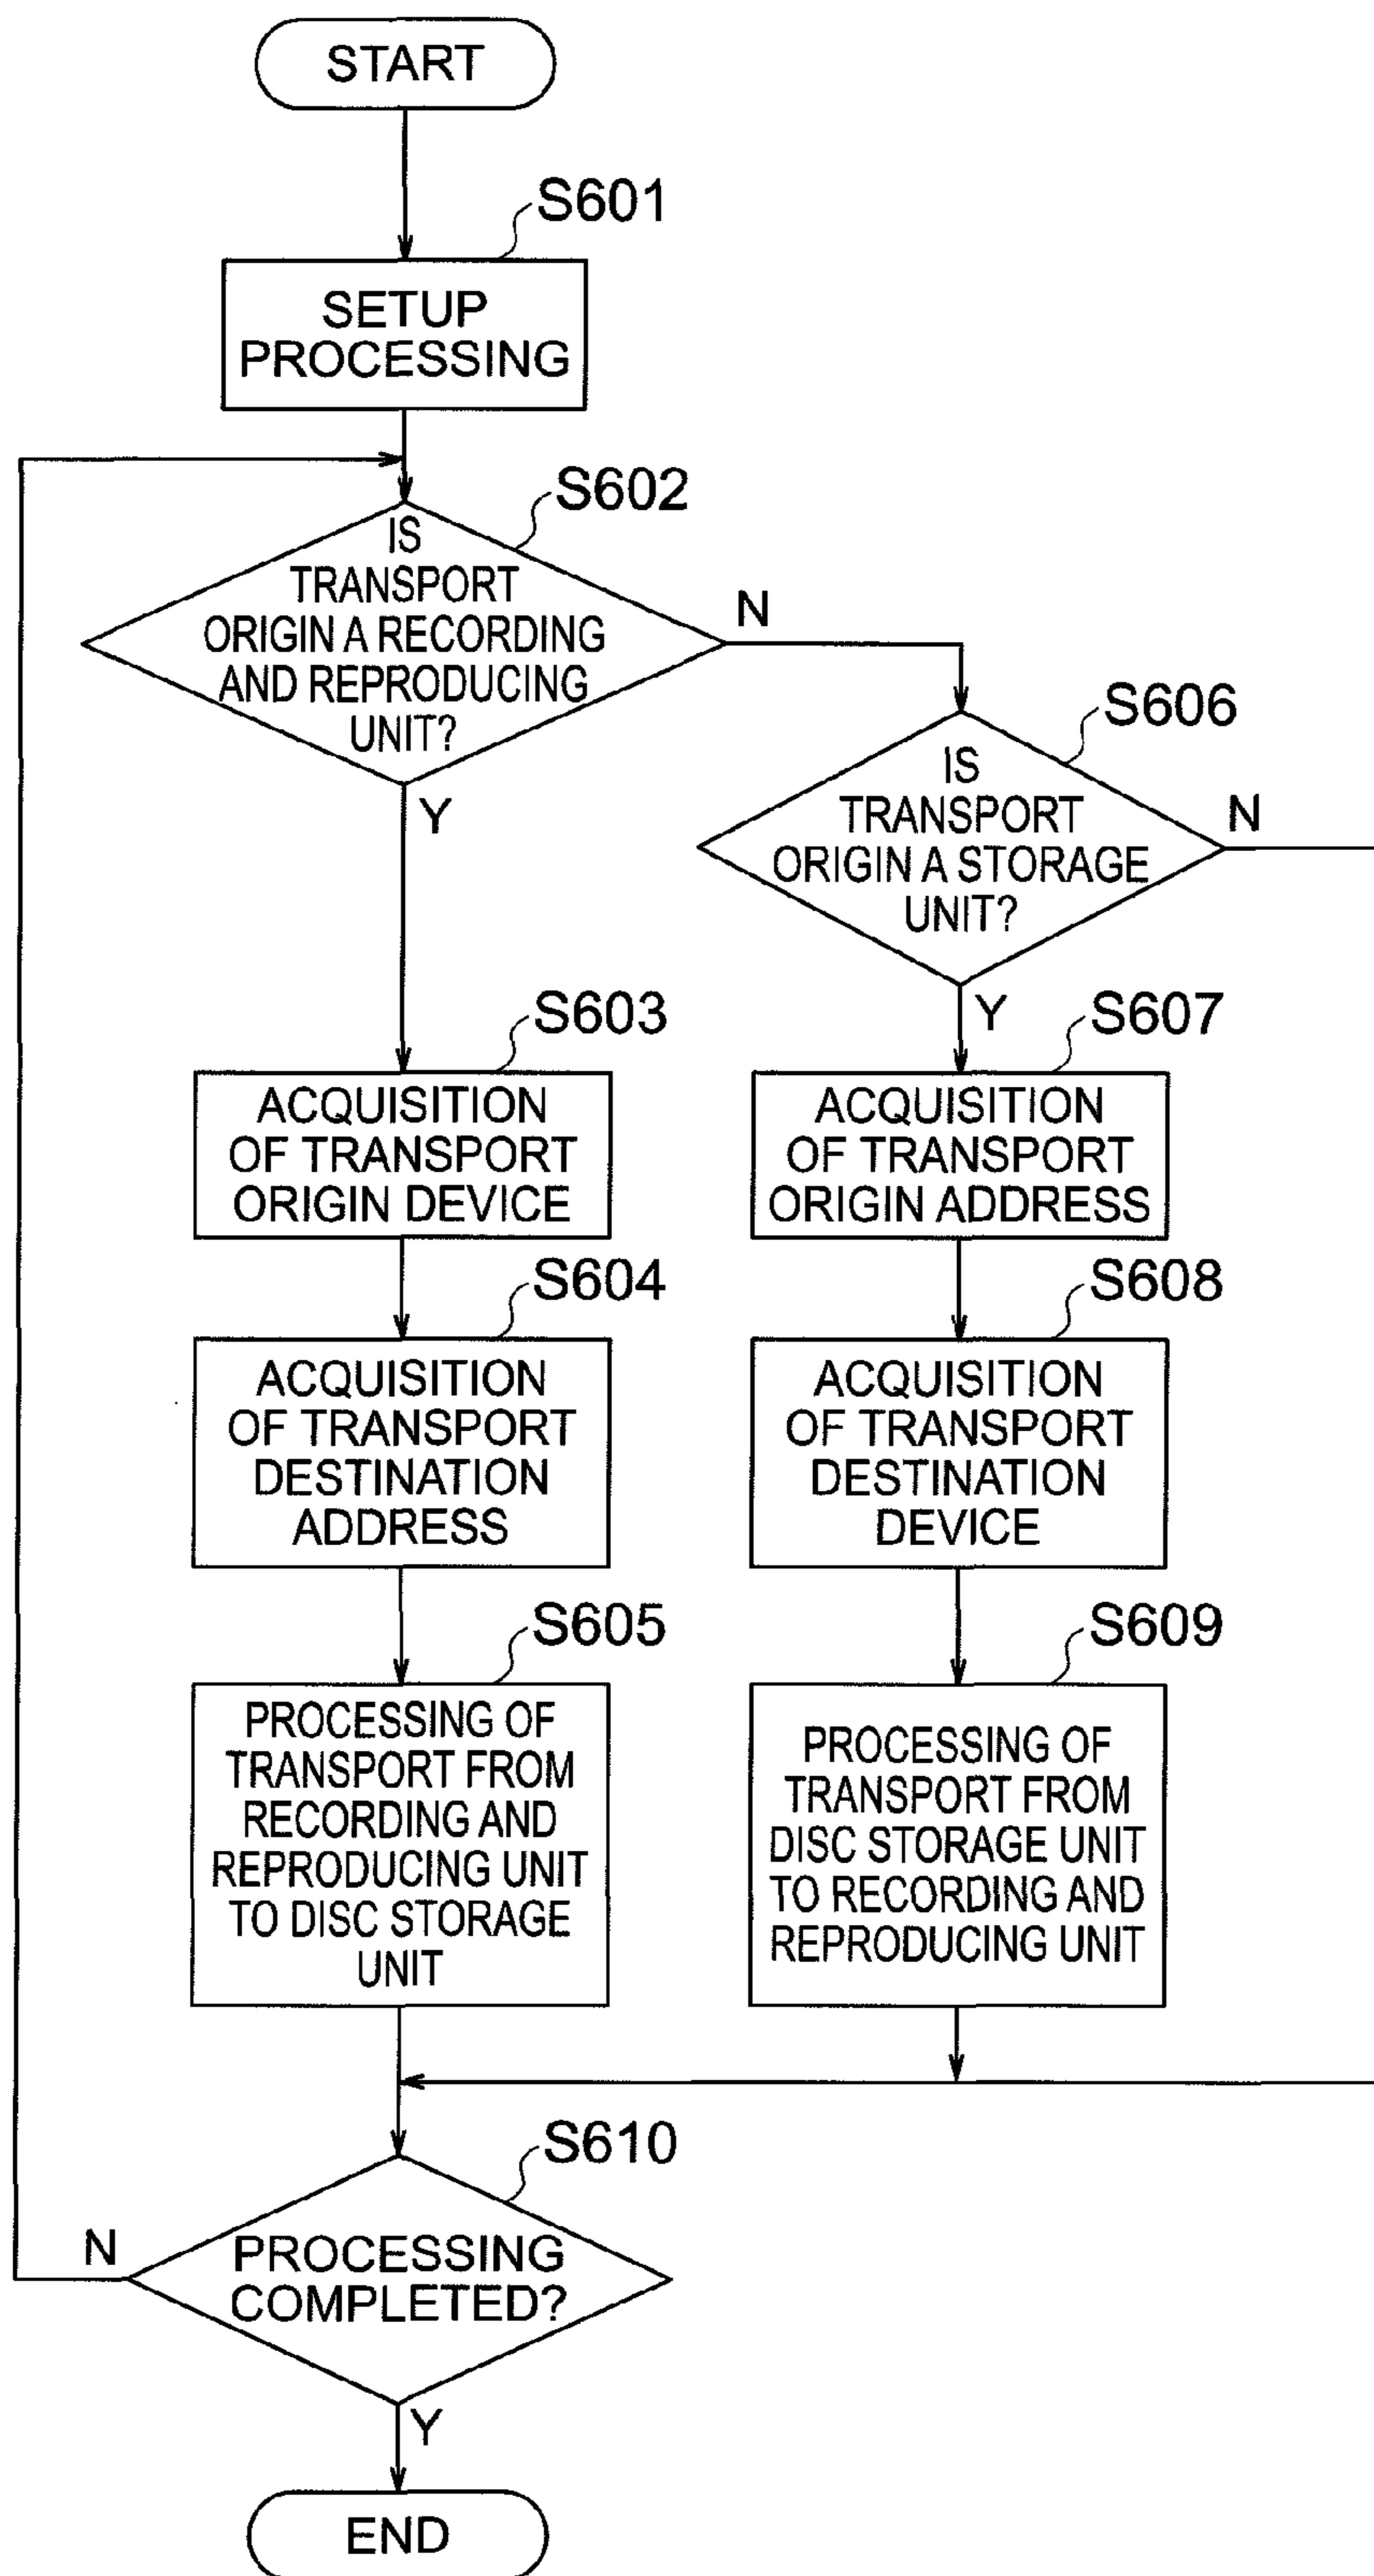 START
S601
SETUP
PROCESSING
S602
IS
TRANSPORT
ORIGIN A RECORDING
AND REPRODUCING
UNIT?
N
Y
S606
IS
TRANSPORT
ORIGIN A STORAGE
UNIT?
N
Y
S603
ACQUISITION
OF TRANSPORT
ORIGIN DEVICE
S607
ACQUISITION
OF TRANSPORT
ORIGIN ADDRESS
S604
ACQUISITION
OF TRANSPORT
DESTINATION
ADDRESS
S608
ACQUISITION
OF TRANSPORT
DESTINATION
DEVICE
S605
PROCESSING OF
TRANSPORT FROM
RECORDING AND
REPRODUCING UNIT
TO DISC STORAGE
UNIT
S609
PROCESSING OF
TRANSPORT FROM
DISC STORAGE UNIT
TO RECORDING AND
REPRODUCING UNIT
S610
PROCESSING
COMPLETED?
N
Y
END